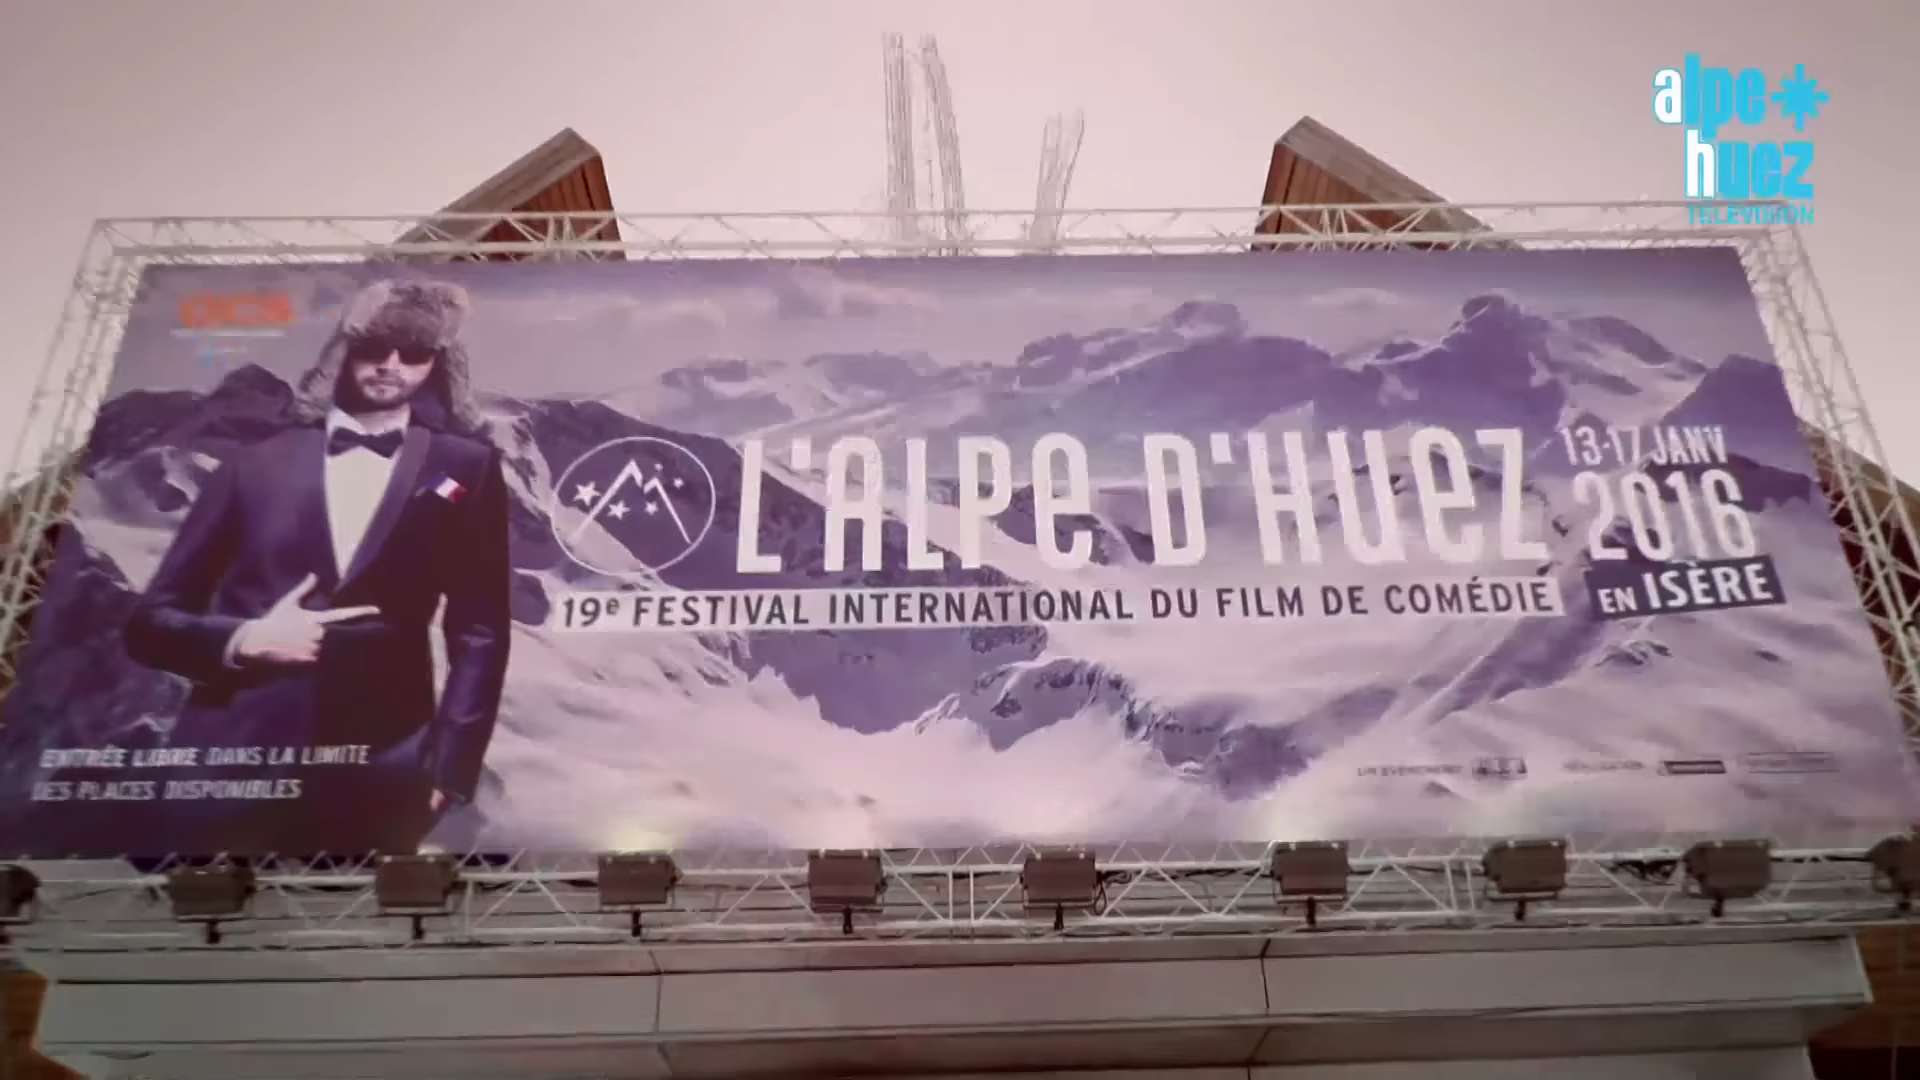 alpe
huez
TELEVISION
L'ALPE D'HUEZ
13-17 JANV
2016
EN ISÈRE
19e FESTIVAL INTERNATIONAL DU FILM DE COMÉDIE
ENTRÉE LIBRE DANS LA LIMITE
DES PLACES DISPONIBLES